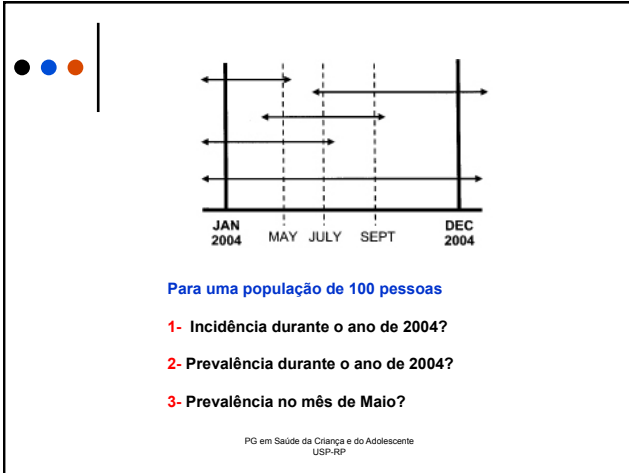 JAN
2004
MAY
JULY
SEPT
DEC
2004
Para uma população de 100 pessoas
1- Incidência durante o ano de 2004?
2- Prevalência durante o ano de 2004?
3- Prevalência no mês de Maio?
PG em Saúde da Criança e do Adolescente
USP-RP